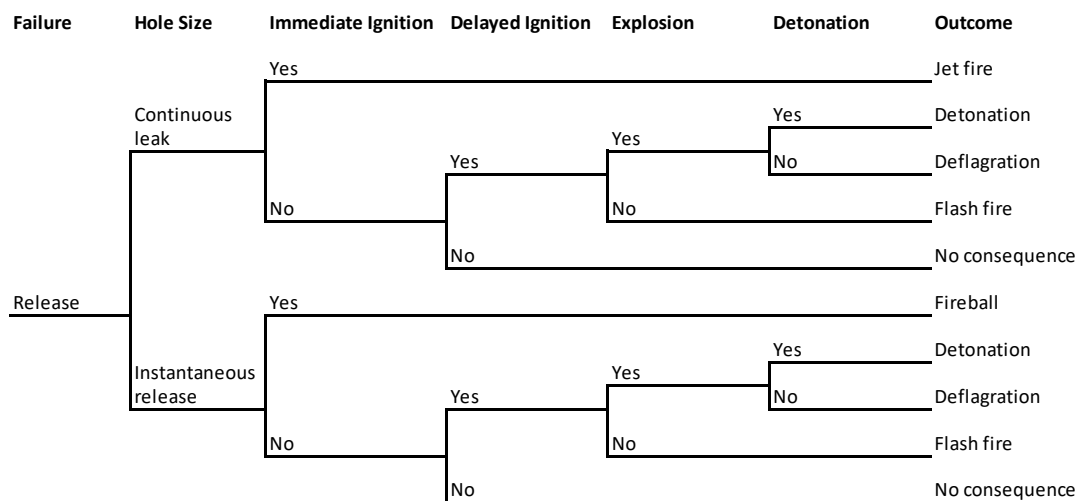 Failure Hole Size Immediate Ignition Delayed Ignition Explosion Detonation Outcome
Yes Jet fire
Continuous
leak
Yes Detonation
Yes
Yes No Deflagration
No No Flash fire
No No consequence
Release Yes Fireball
Yes Detonation
Instantaneous
release
Yes
Yes No Deflagration
No No Flash fire
No No consequence